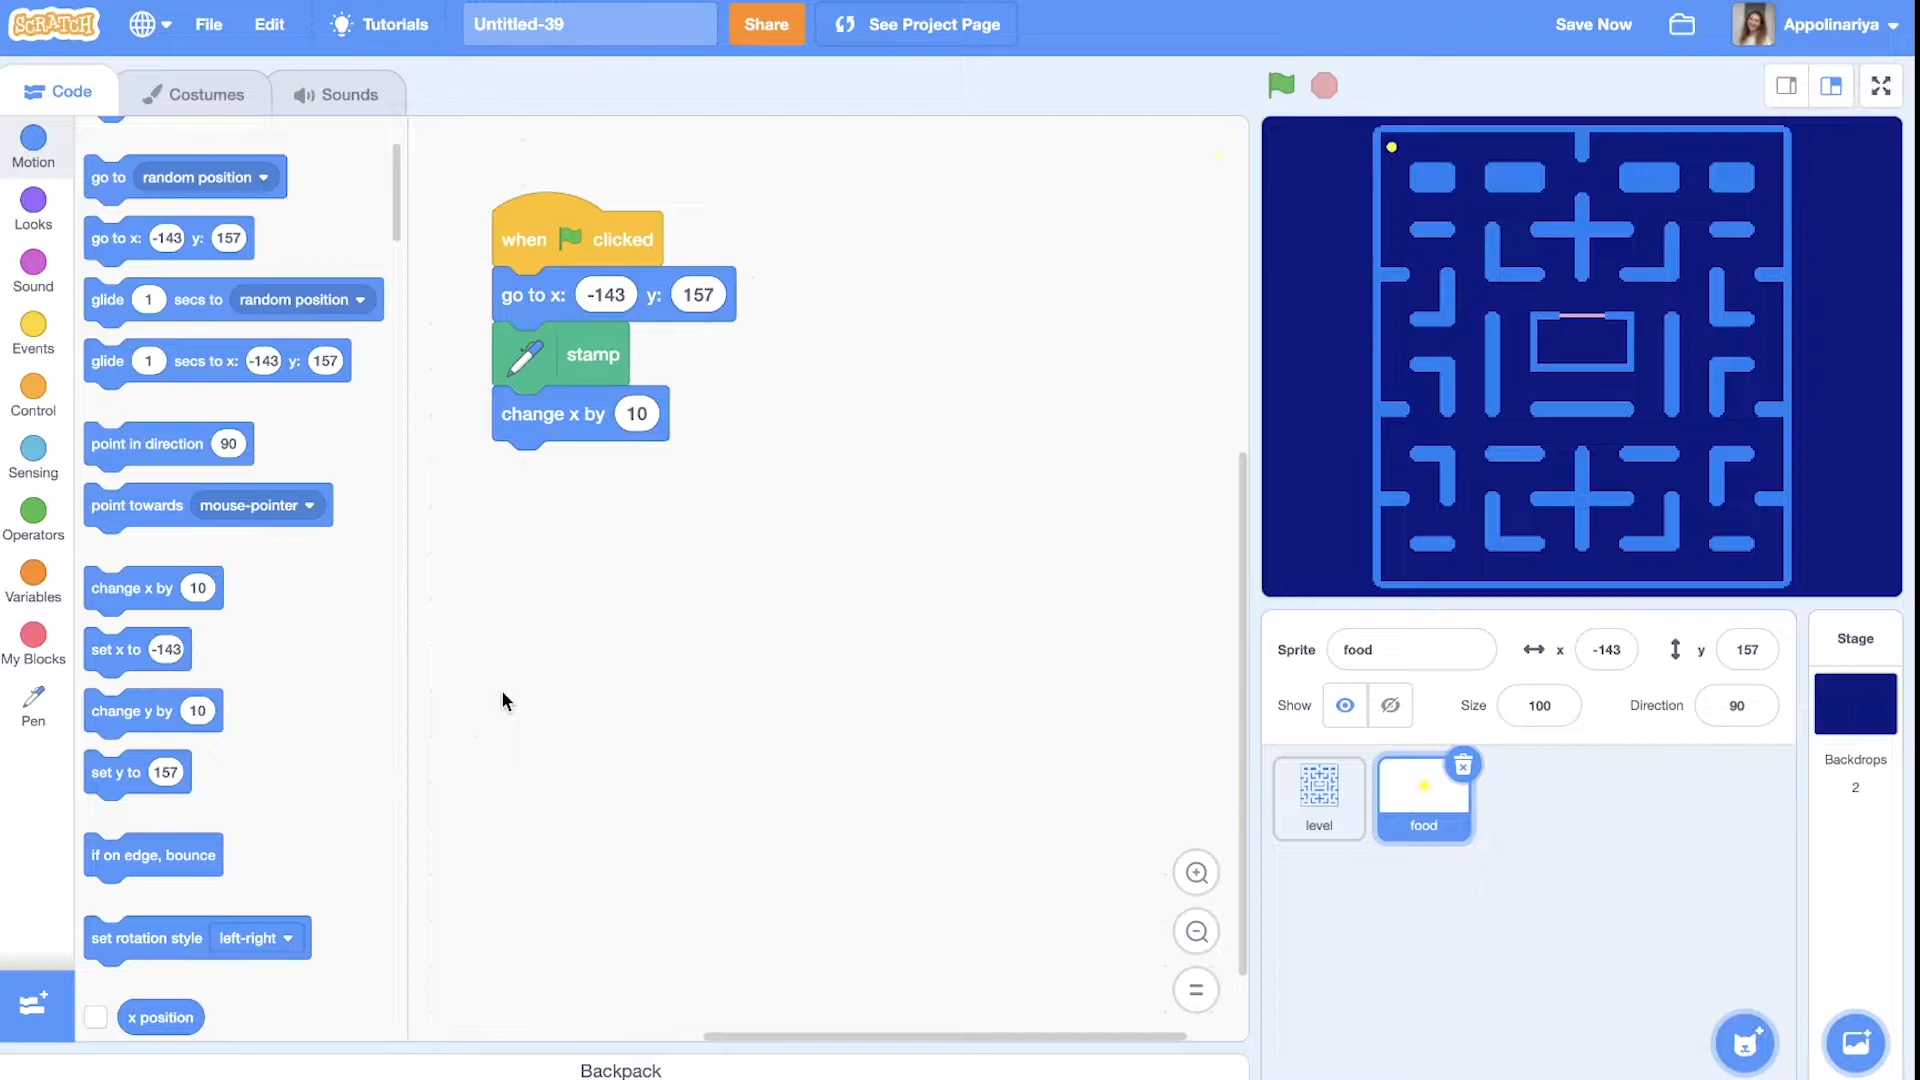 SCRATCH File Edit Tutorials Untitled-39 Share See Project Page Save Now Appolinariya
Code Costumes Sounds
Motion
Looks
Sound
Events
Control
Sensing
Operators
Variables
My Blocks
Pen
go to random position
go to x: -143 y: 157
glide 1 secs to random position
glide 1 secs to x: -143 y: 157
point in direction 90
point towards mouse-pointer
change x by 10
set x to -143
change y by 10
set y to 157
if on edge, bounce
set rotation style left-right
x position
when clicked
go to x: -143 y: 157
stamp
change x by 10
Backpack
Sprite food x -143 y 157
Show Size 100 Direction 90
level
food
Stage
Backdrops
2